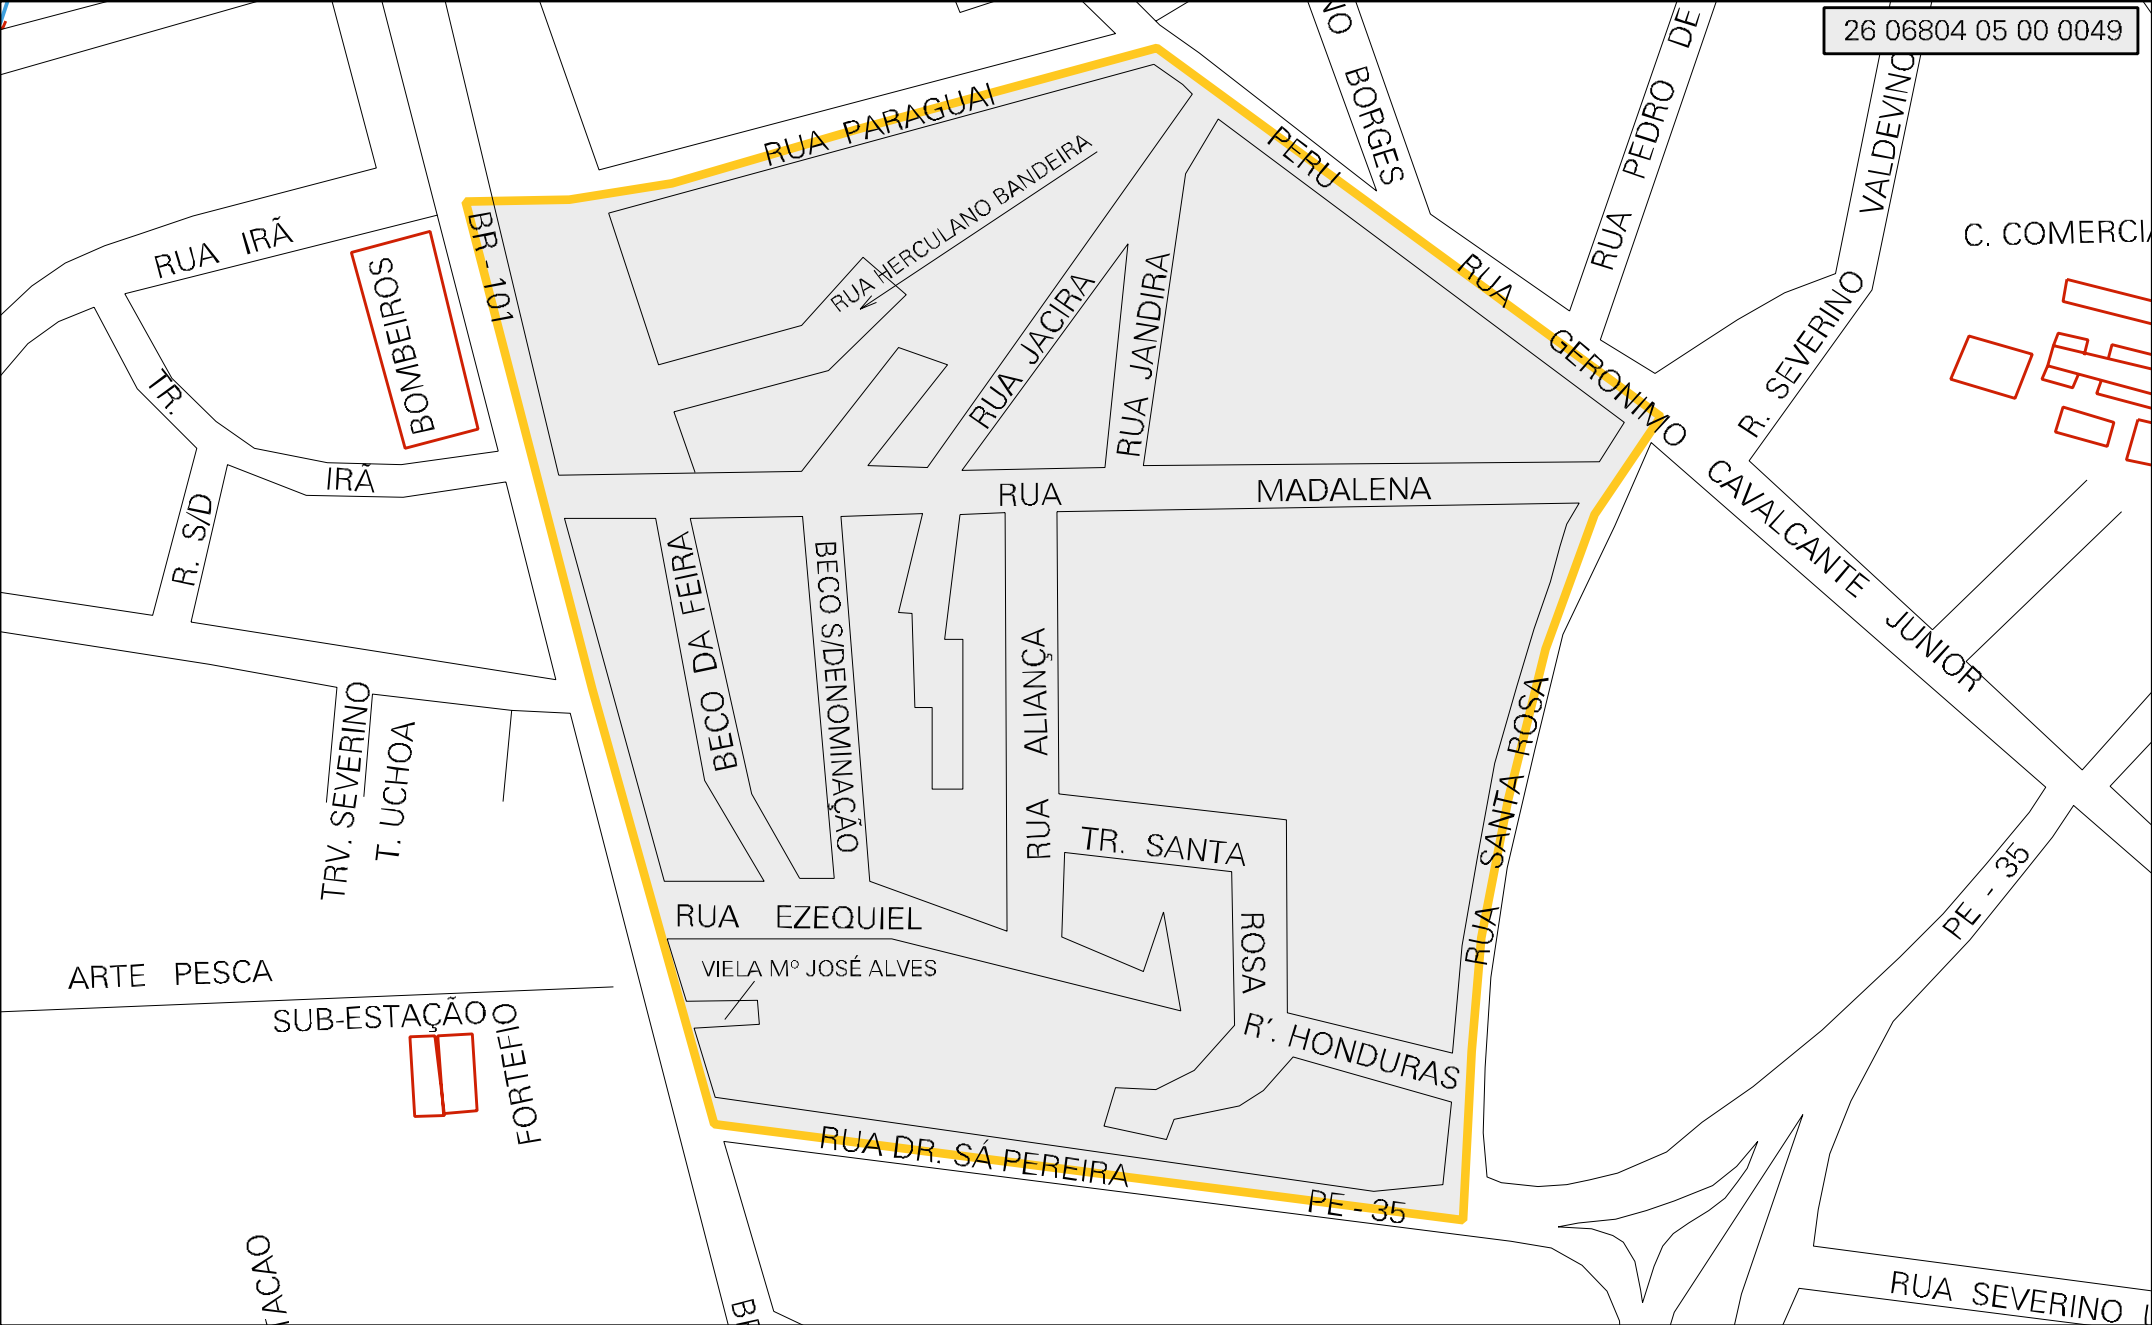 26 06804 05 00 0049
NO BORGES
RUA PEDRO DE
VALDEVINO
R. SEVERINO
C. COMERCIA
RUA PARAGUAI
PERU
RUA HERCULANO BANDEIRA
RUA IRÃ
BR - 101
BOMBEIROS
RUA JACIRA
RUA JANDIRA
RUA GERONIMO CAVALCANTE JUNIOR
TR.
IRÃ
R. S/D
RUA MADALENA
BECO DA FEIRA
BECO S/DENOMINAÇÃO
RUA ALIANÇA
RUA SANTA ROSA
TRV. SEVERINO
T. UCHOA
TR. SANTA
ROSA
PE - 35
RUA EZEQUIEL
VIELA Mº JOSÉ ALVES
ARTE PESCA
SUB-ESTAÇÃO
FORTEFIO
R'. HONDURAS
RUA DR. SÁ PEREIRA
PE - 35
RUA SEVERINO